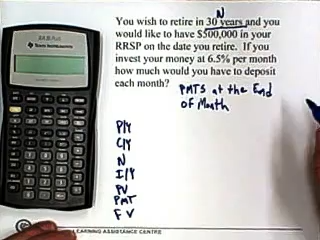 N
You wish to retire in 30 years and you
would like to have $500,000 in your
RRSP on the date you retire. If you
invest your money at 6.5% per month
how much would you have to deposit
each month? PMTS at the End
of Month
P/Y
C/Y
N
I/Y
PV
PMT
FV
LEARNING ASSISTANCE CENTRE